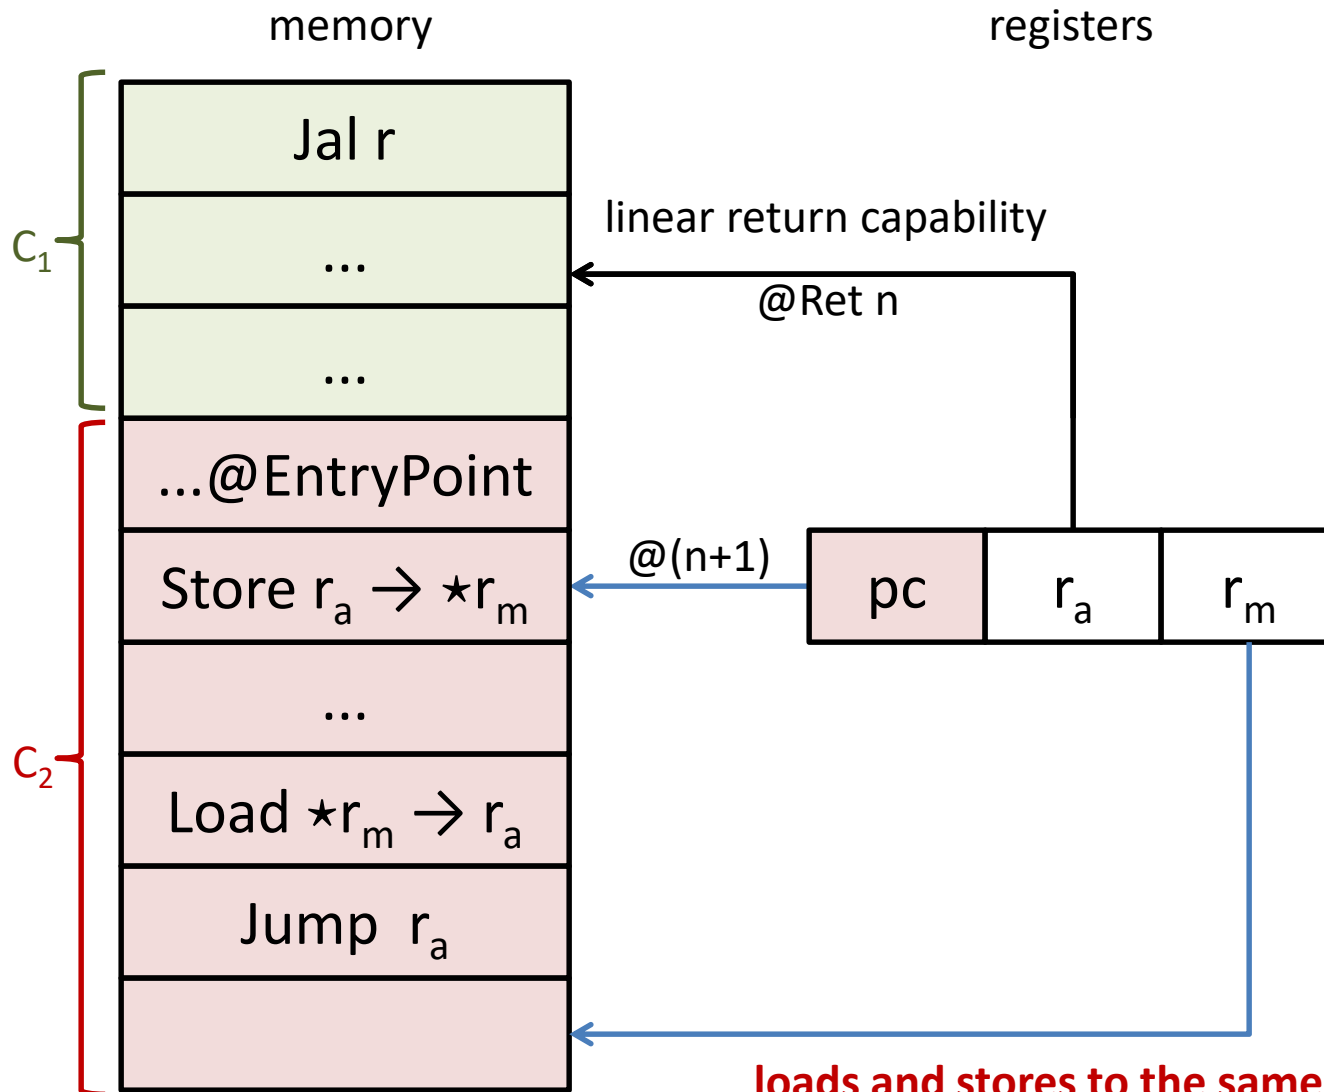 memory
registers
Jal r
C₁
...
linear return capability
@Ret n
...
...@EntryPoint
Store rₐ → ⋆rₘ
@(n+1)
pc
rₐ
rₘ
...
C₂
Load ⋆rₘ → rₐ
Jump rₐ
loads and stores to the same